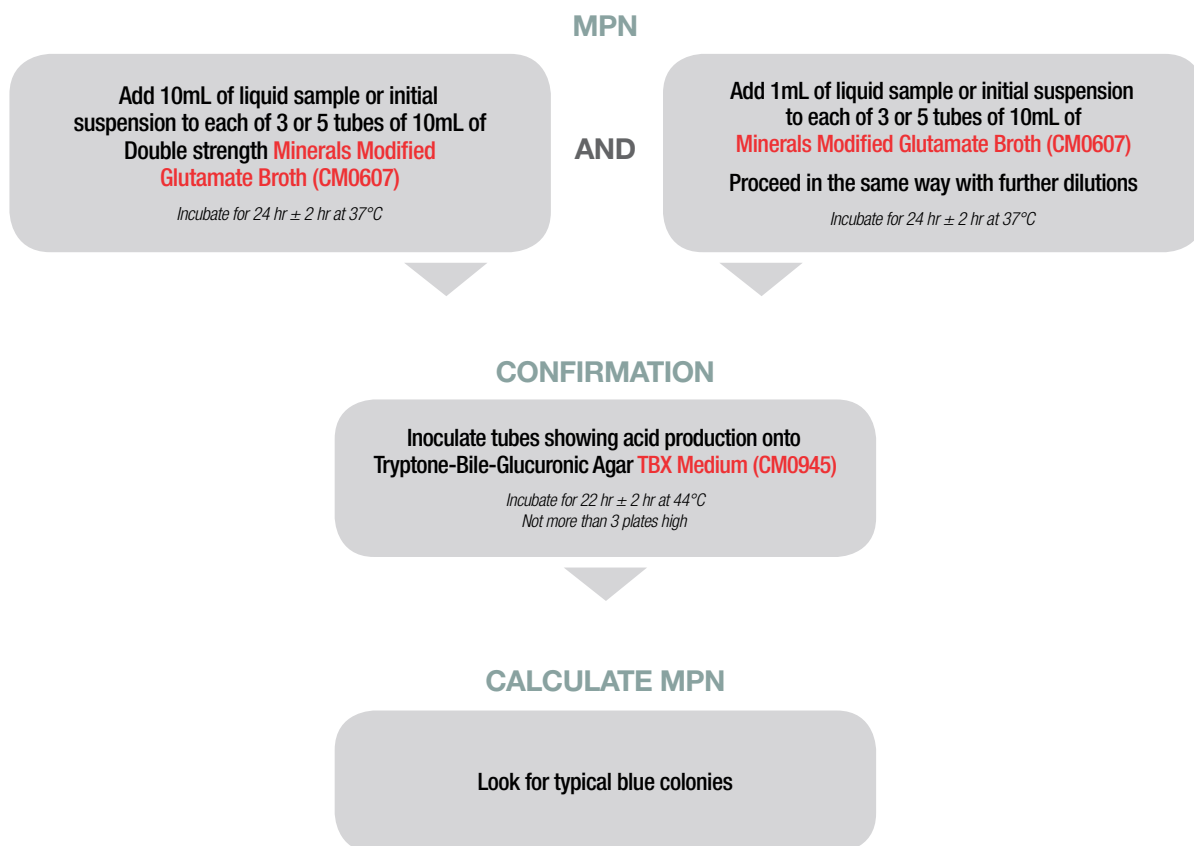 MPN
Add 10mL of liquid sample or initial
suspension to each of 3 or 5 tubes of 10mL of
Double strength Minerals Modified
Glutamate Broth (CM0607)
Incubate for 24 hr ± 2 hr at 37°C
AND
Add 1mL of liquid sample or initial suspension
to each of 3 or 5 tubes of 10mL of
Minerals Modified Glutamate Broth (CM0607)
Proceed in the same way with further dilutions
Incubate for 24 hr ± 2 hr at 37°C
CONFIRMATION
Inoculate tubes showing acid production onto
Tryptone-Bile-Glucuronic Agar TBX Medium (CM0945)
Incubate for 22 hr ± 2 hr at 44°C
Not more than 3 plates high
CALCULATE MPN
Look for typical blue colonies